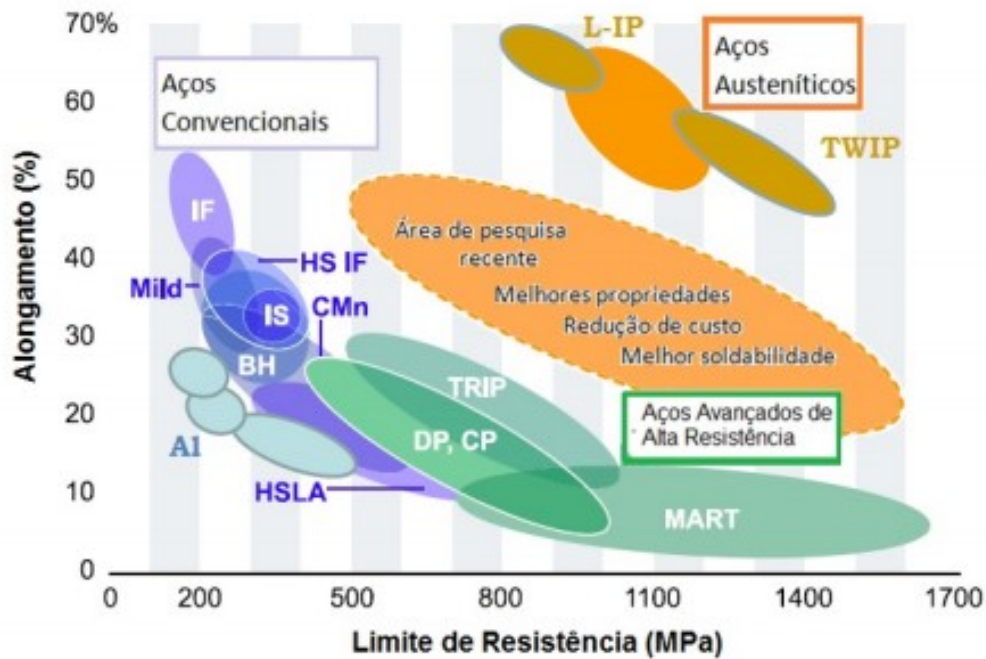 70%
60
50
40
30
20
10
0
Alongamento (%)
Aços
Convencionais
L-IP
Aços
Austeníticos
TWIP
IF
Mild
HS IF
IS
CMn
BH
Al
HSLA
Área de pesquisa
recente
Melhores propriedades
Redução de custo
Melhor soldabilidade
TRIP
DP, CP
Aços Avançados de
Alta Resistência
MART
0 200 500 800 1100 1400 1700
Limite de Resistência (MPa)